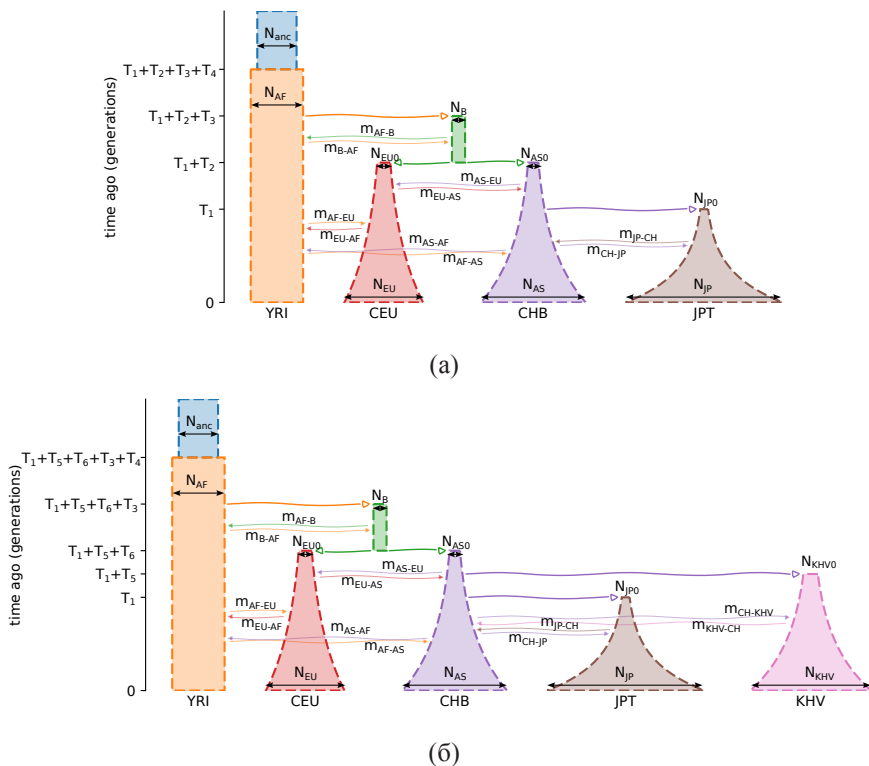 N_anc
T_1+T_2+T_3+T_4
N_AF
T_1+T_2+T_3
N_B
m_AF-B
m_B-AF
N_EU0
N_AS0
T_1+T_2
m_AS-EU
m_EU-AS
N_JP0
T_1
m_AF-EU
m_EU-AF
m_AS-AF
m_AF-AS
m_JP-CH
m_CH-JP
N_EU
N_AS
N_JP
0
YRI
CEU
CHB
JPT
time ago (generations)
(а)
N_anc
T_1+T_5+T_6+T_3+T_4
N_AF
T_1+T_5+T_6+T_3
N_B
m_AF-B
m_B-AF
N_EU0
N_AS0
T_1+T_5+T_6
m_AS-EU
m_EU-AS
N_KHV0
T_1+T_5
N_JP0
T_1
m_AF-EU
m_EU-AF
m_AS-AF
m_AF-AS
m_JP-CH
m_CH-JP
m_CH-KHV
m_KHV-CH
N_EU
N_AS
N_JP
N_KHV
0
YRI
CEU
CHB
JPT
KHV
time ago (generations)
(б)